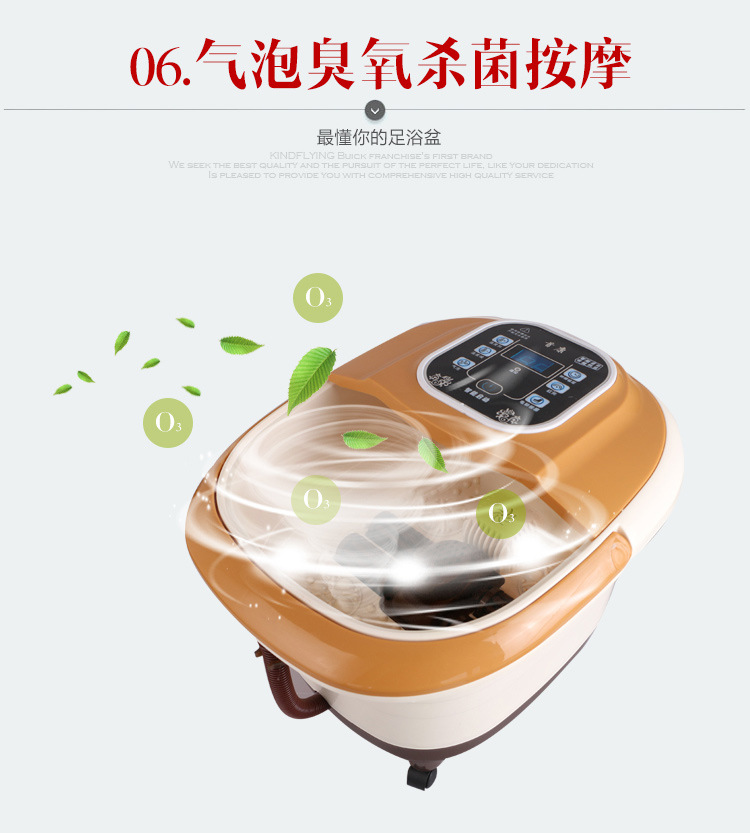 06.气泡臭氧杀菌按摩
最懂你的足浴盆
KINDFLYING BUICK FRANCHISE'S FIRST BRAND
WE SEEK THE BEST QUALITY AND THE PURSUIT OF THE PERFECT LIFE, LIKE YOUR DEDICATION
IS PLEASED TO PROVIDE YOU WITH COMPREHENSIVE HIGH QUALITY SERVICE
O3
O3
O3
O3